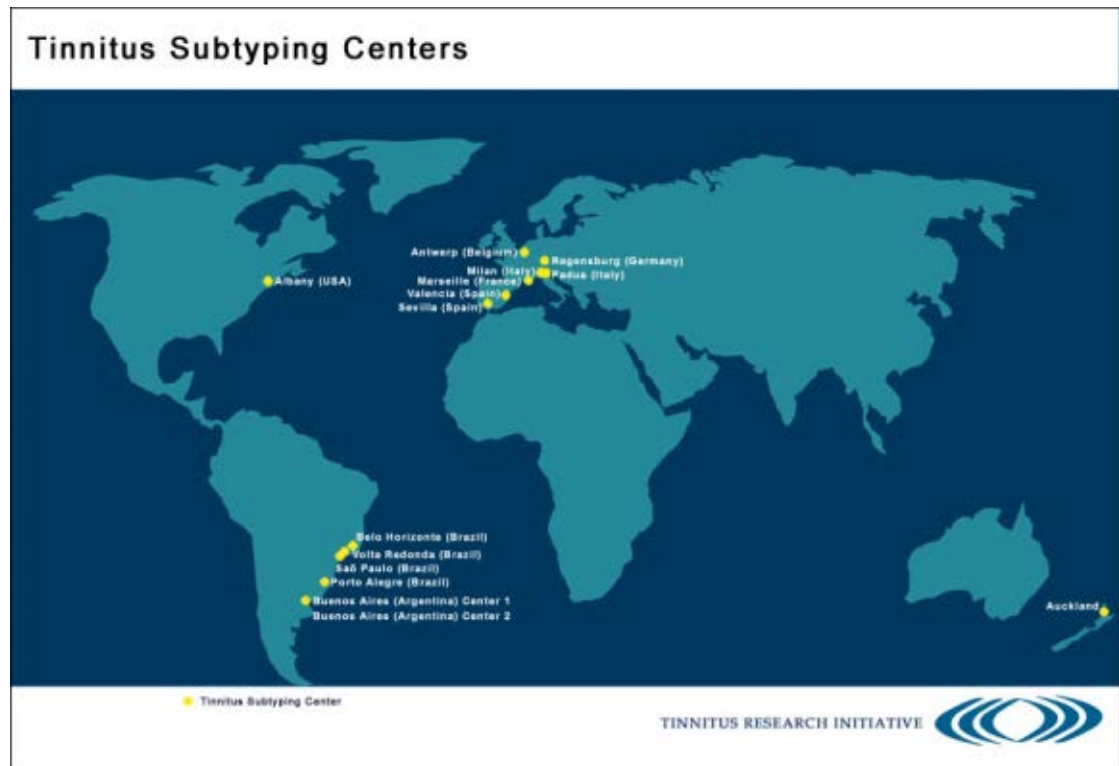 Tinnitus Subtyping Centers
Antwerp (Belgium)
Regensburg (Germany)
Milan (Italy)
Padua (Italy)
Marseille (France)
Albany (USA)
Valencia (Spain)
Sevilla (Spain)
Belo Horizonte (Brazil)
Volta Redonda (Brazil)
Saõ Paulo (Brazil)
Porto Alegre (Brazil)
Buenos Aires (Argentina) Center 1
Auckland
Buenos Aires (Argentina) Center 2
Tinnitus Subtyping Center
TINNITUS RESEARCH INITIATIVE